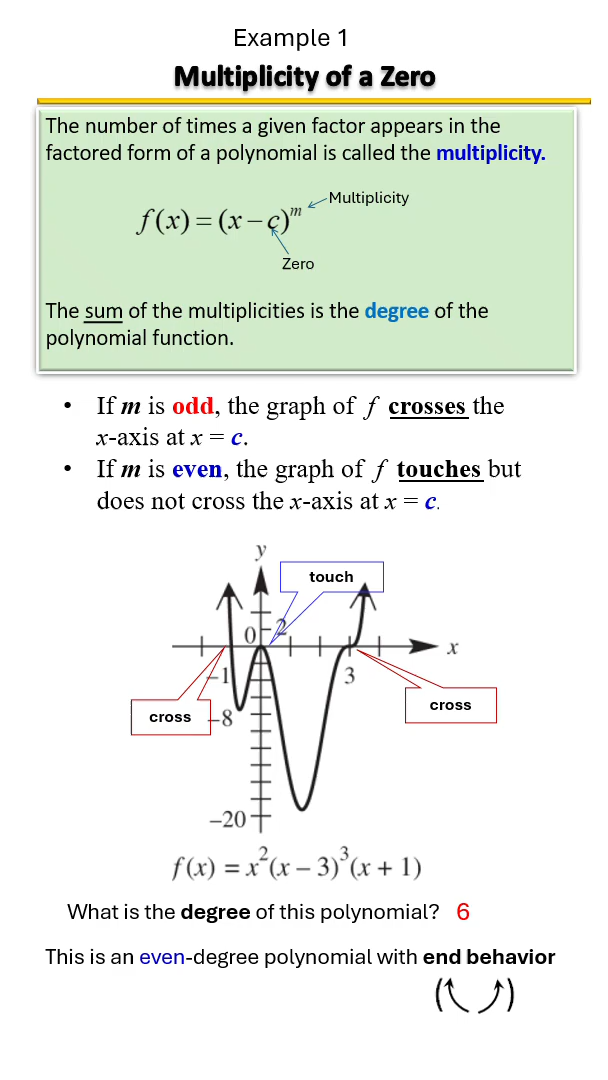 Example 1
Multiplicity of a Zero
The number of times a given factor appears in the
factored form of a polynomial is called the multiplicity.
Multiplicity
f(x) = (x − c)^m
Zero
The sum of the multiplicities is the degree of the
polynomial function.
• If m is odd, the graph of f crosses the
x-axis at x = c.
• If m is even, the graph of f touches but
does not cross the x-axis at x = c.
y
touch
0
2
x
−1
3
cross
−8
cross
−20
f(x) = x²(x − 3)³(x + 1)
What is the degree of this polynomial? 6
This is an even-degree polynomial with end behavior
( )